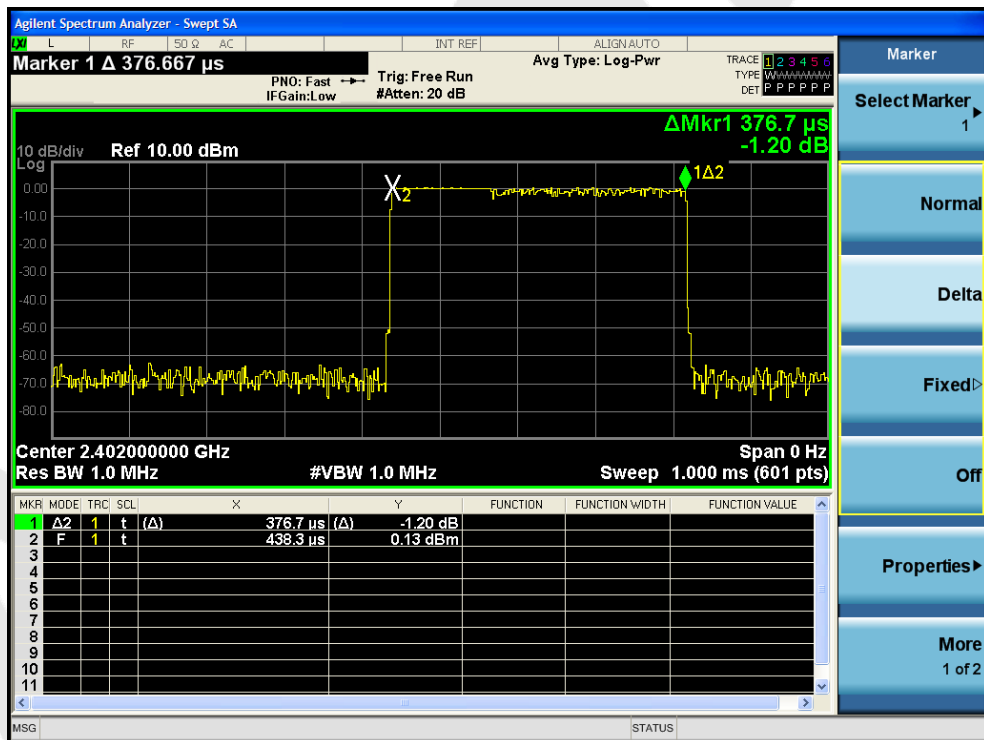 Agilent Spectrum Analyzer - Swept SA
LXI L RF 50 Ω AC INT REF ALIGNAUTO
Marker 1 Δ 376.667 µs
PNO: Fast
IFGain:Low
Trig: Free Run
#Atten: 20 dB
Avg Type: Log-Pwr
TRACE 1 2 3 4 5 6
TYPE WWWWWW
DET P P P P P P
ΔMkr1 376.7 µs
-1.20 dB
10 dB/div Ref 10.00 dBm
Log
0.00
-10.0
-20.0
-30.0
-40.0
-50.0
-60.0
-70.0
-80.0
X2
1Δ2
Center 2.402000000 GHz Span 0 Hz
Res BW 1.0 MHz #VBW 1.0 MHz Sweep 1.000 ms (601 pts)
MKR MODE TRC SCL X Y FUNCTION FUNCTION WIDTH FUNCTION VALUE
1 Δ2 1 t (Δ) 376.7 µs (Δ) -1.20 dB
2 F 1 t 438.3 µs 0.13 dBm
3
4
5
6
7
8
9
10
11
MSG STATUS
Marker
Select Marker
1
Normal
Delta
Fixed
Off
Properties
More
1 of 2